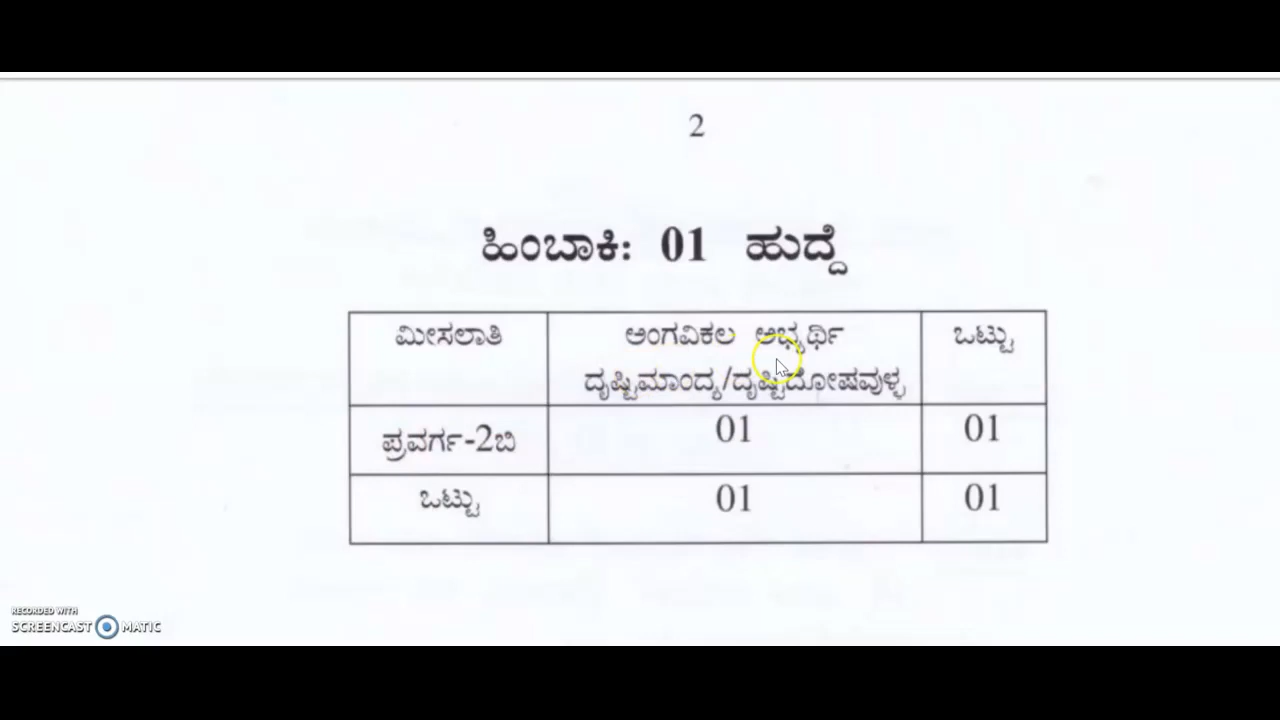 2
ಹಿಂಬಾಕಿ: 01 ಹುದ್ದೆ
ಮೀಸಲಾತಿ ಅಂಗವಿಕಲ ಅಭ್ಯರ್ಥಿ ಒಟ್ಟು
ದೃಷ್ಟಿಮಾಂದ್ಯ/ದೃಷ್ಟಿದೋಷವುಳ್ಳ
ಪ್ರವರ್ಗ-2ಬಿ 01 01
ಒಟ್ಟು 01 01
RECORDED WITH
SCREENCAST MATIC